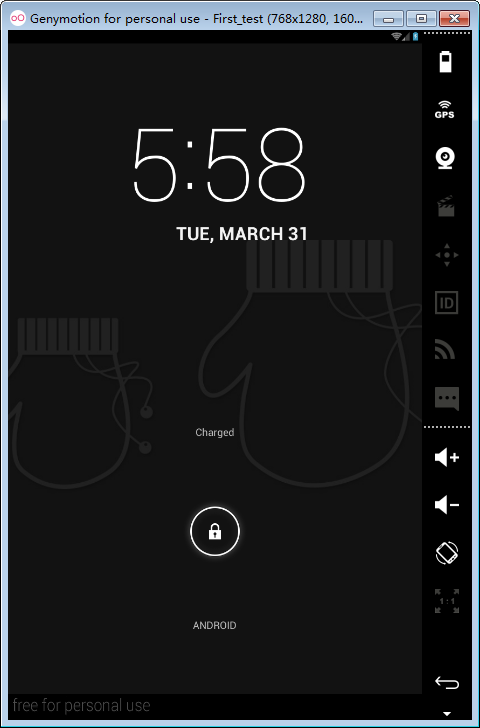 Genymotion for personal use - First_test (768x1280, 160...
5:58
TUE, MARCH 31
Charged
ANDROID
free for personal use
GPS
ID
1:1